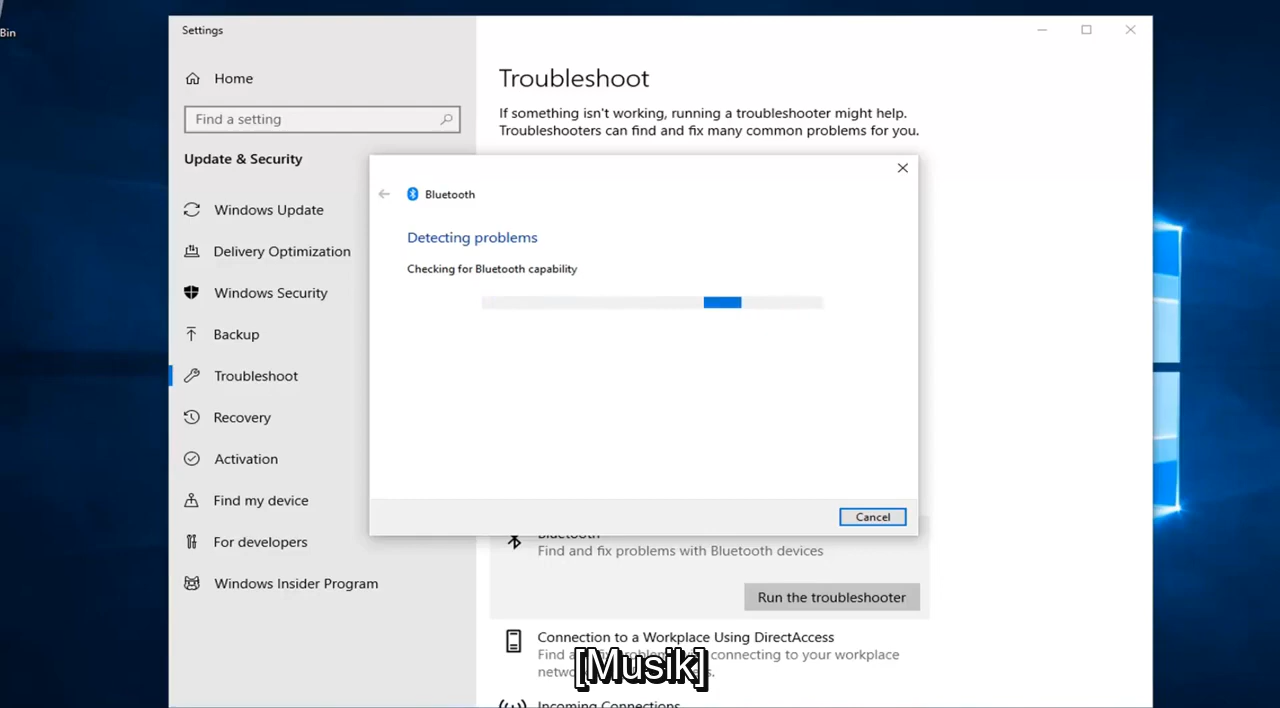 Bin
Settings
Home
Find a setting
Update & Security
Windows Update
Delivery Optimization
Windows Security
Backup
Troubleshoot
Recovery
Activation
Find my device
For developers
Windows Insider Program
Troubleshoot
If something isn't working, running a troubleshooter might help.
Troubleshooters can find and fix many common problems for you.
Bluetooth
Detecting problems
Checking for Bluetooth capability
Cancel
Bluetooth
Find and fix problems with Bluetooth devices
Run the troubleshooter
Connection to a Workplace Using DirectAccess
Find a connecting to your workplace
[Musik]
Incoming Connections